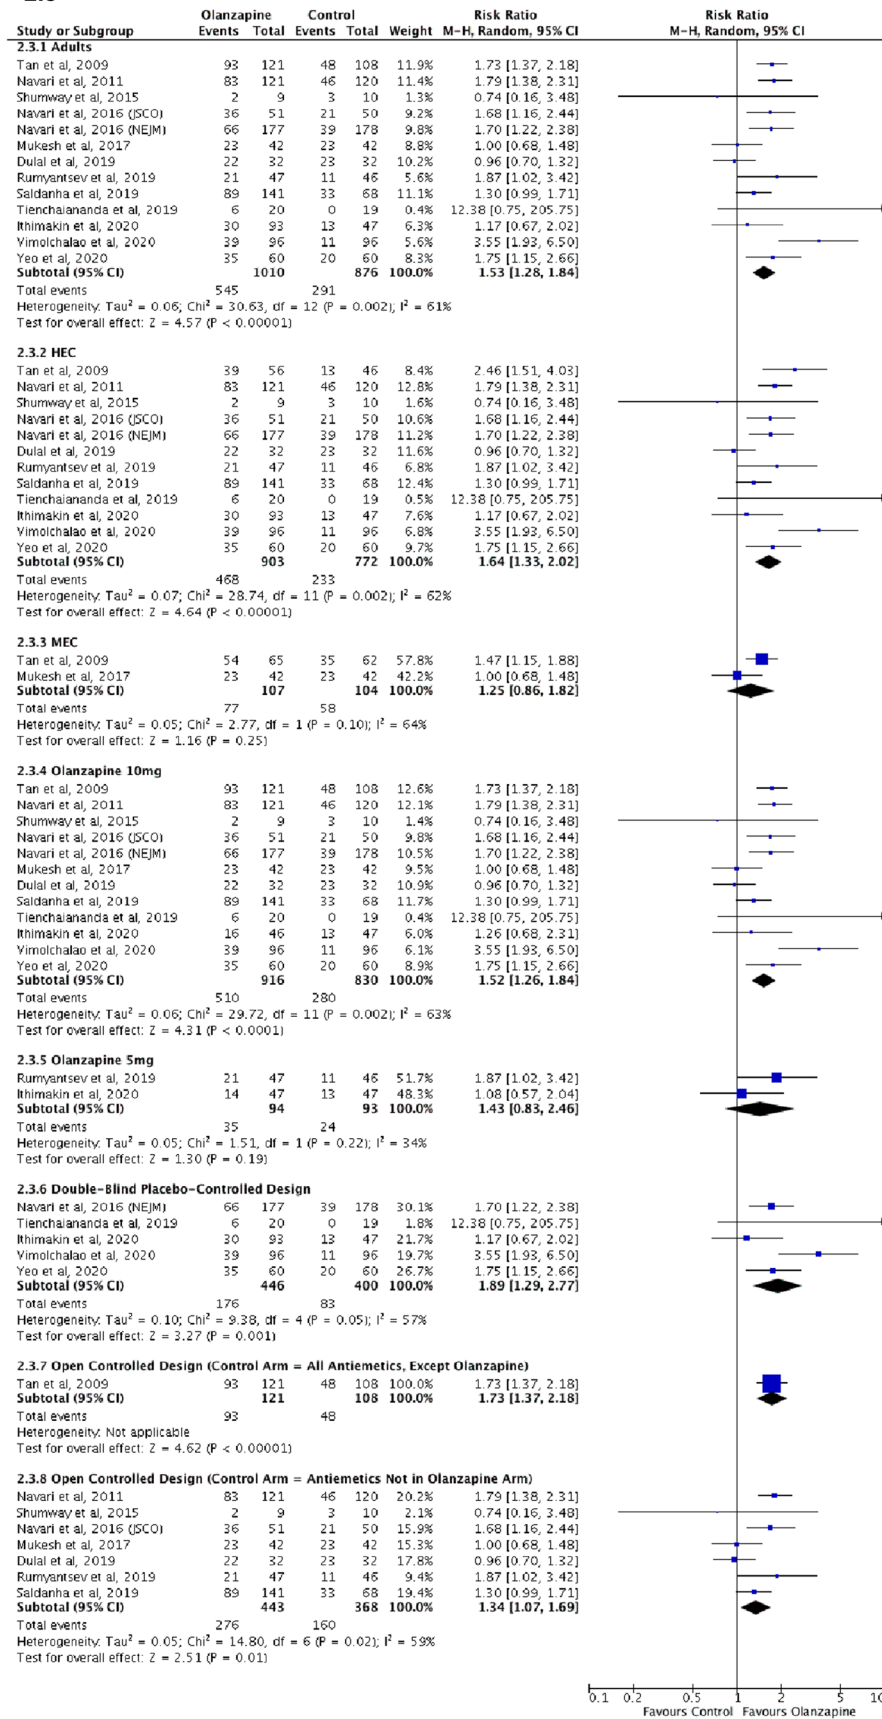 Olanzapine Control Risk Ratio Risk Ratio
Study or Subgroup Events Total Events Total Weight M-H, Random, 95% CI M-H, Random, 95% CI
2.3.1 Adults
Tan et al, 2009 93 121 48 108 11.9% 1.73 [1.37, 2.18]
Navari et al, 2011 83 121 46 120 11.4% 1.79 [1.38, 2.31]
Shumway et al, 2015 2 9 3 10 1.3% 0.74 [0.16, 3.48]
Navari et al, 2016 (JSCO) 36 51 21 50 9.2% 1.68 [1.16, 2.44]
Navari et al, 2016 (NEJM) 66 177 39 178 9.8% 1.70 [1.22, 2.38]
Mukesh et al, 2017 23 42 23 42 8.8% 1.00 [0.68, 1.48]
Dulal et al, 2019 22 32 23 32 10.2% 0.96 [0.70, 1.32]
Rumyantsev et al, 2019 21 47 11 46 5.6% 1.87 [1.02, 3.42]
Saldanha et al, 2019 89 141 33 68 11.1% 1.30 [0.99, 1.71]
Tienchaiananda et al, 2019 6 20 0 19 0.4% 12.38 [0.75, 205.75]
Ithimakin et al, 2020 30 93 13 47 6.3% 1.17 [0.67, 2.02]
Vimolchalao et al, 2020 39 96 11 96 5.6% 3.55 [1.93, 6.50]
Yeo et al, 2020 35 60 20 60 8.3% 1.75 [1.15, 2.66]
Subtotal (95% CI) 1010 876 100.0% 1.53 [1.28, 1.84]
Total events 545 291
Heterogeneity: Tau² = 0.06; Chi² = 30.63, df = 12 (P = 0.002); I² = 61%
Test for overall effect: Z = 4.57 (P < 0.00001)
2.3.2 HEC
Tan et al, 2009 39 56 13 46 8.4% 2.46 [1.51, 4.03]
Navari et al, 2011 83 121 46 120 12.8% 1.79 [1.38, 2.31]
Shumway et al, 2015 2 9 3 10 1.6% 0.74 [0.16, 3.48]
Navari et al, 2016 (JSCO) 36 51 21 50 10.6% 1.68 [1.16, 2.44]
Navari et al, 2016 (NEJM) 66 177 39 178 11.2% 1.70 [1.22, 2.38]
Dulal et al, 2019 22 32 23 32 11.6% 0.96 [0.70, 1.32]
Rumyantsev et al, 2019 21 47 11 46 6.8% 1.87 [1.02, 3.42]
Saldanha et al, 2019 89 141 33 68 12.4% 1.30 [0.99, 1.71]
Tienchaiananda et al, 2019 6 20 0 19 0.5% 12.38 [0.75, 205.75]
Ithimakin et al, 2020 30 93 13 47 7.6% 1.17 [0.67, 2.02]
Vimolchalao et al, 2020 39 96 11 96 6.8% 3.55 [1.93, 6.50]
Yeo et al, 2020 35 60 20 60 9.7% 1.75 [1.15, 2.66]
Subtotal (95% CI) 903 772 100.0% 1.64 [1.33, 2.02]
Total events 468 233
Heterogeneity: Tau² = 0.07; Chi² = 28.74, df = 11 (P = 0.002); I² = 62%
Test for overall effect: Z = 4.64 (P < 0.00001)
2.3.3 MEC
Tan et al, 2009 54 65 35 62 57.8% 1.47 [1.15, 1.88]
Mukesh et al, 2017 23 42 23 42 42.2% 1.00 [0.68, 1.48]
Subtotal (95% CI) 107 104 100.0% 1.25 [0.86, 1.82]
Total events 77 58
Heterogeneity: Tau² = 0.05; Chi² = 2.77, df = 1 (P = 0.10); I² = 64%
Test for overall effect: Z = 1.16 (P = 0.25)
2.3.4 Olanzapine 10mg
Tan et al, 2009 93 121 48 108 12.6% 1.73 [1.37, 2.18]
Navari et al, 2011 83 121 46 120 12.1% 1.79 [1.38, 2.31]
Shumway et al, 2015 2 9 3 10 1.4% 0.74 [0.16, 3.48]
Navari et al, 2016 (JSCO) 36 51 21 50 9.8% 1.68 [1.16, 2.44]
Navari et al, 2016 (NEJM) 66 177 39 178 10.5% 1.70 [1.22, 2.38]
Mukesh et al, 2017 23 42 23 42 9.5% 1.00 [0.68, 1.48]
Dulal et al, 2019 22 32 23 32 10.9% 0.96 [0.70, 1.32]
Saldanha et al, 2019 89 141 33 68 11.7% 1.30 [0.99, 1.71]
Tienchaiananda et al, 2019 6 20 0 19 0.4% 12.38 [0.75, 205.75]
Ithimakin et al, 2020 16 46 13 47 6.0% 1.26 [0.68, 2.31]
Vimolchalao et al, 2020 39 96 11 96 6.1% 3.55 [1.93, 6.50]
Yeo et al, 2020 35 60 20 60 8.9% 1.75 [1.15, 2.66]
Subtotal (95% CI) 916 830 100.0% 1.52 [1.26, 1.84]
Total events 510 280
Heterogeneity: Tau² = 0.06; Chi² = 29.72, df = 11 (P = 0.002); I² = 63%
Test for overall effect: Z = 4.31 (P < 0.0001)
2.3.5 Olanzapine 5mg
Rumyantsev et al, 2019 21 47 11 46 51.7% 1.87 [1.02, 3.42]
Ithimakin et al, 2020 14 47 13 47 48.3% 1.08 [0.57, 2.04]
Subtotal (95% CI) 94 93 100.0% 1.43 [0.83, 2.46]
Total events 35 24
Heterogeneity: Tau² = 0.05; Chi² = 1.51, df = 1 (P = 0.22); I² = 34%
Test for overall effect: Z = 1.30 (P = 0.19)
2.3.6 Double-Blind Placebo-Controlled Design
Navari et al, 2016 (NEJM) 66 177 39 178 30.1% 1.70 [1.22, 2.38]
Tienchaiananda et al, 2019 6 20 0 19 1.8% 12.38 [0.75, 205.75]
Ithimakin et al, 2020 30 93 13 47 21.7% 1.17 [0.67, 2.02]
Vimolchalao et al, 2020 39 96 11 96 19.7% 3.55 [1.93, 6.50]
Yeo et al, 2020 35 60 20 60 26.7% 1.75 [1.15, 2.66]
Subtotal (95% CI) 446 400 100.0% 1.89 [1.29, 2.77]
Total events 176 83
Heterogeneity: Tau² = 0.10; Chi² = 9.38, df = 4 (P = 0.05); I² = 57%
Test for overall effect: Z = 3.27 (P = 0.001)
2.3.7 Open Controlled Design (Control Arm = All Antiemetics, Except Olanzapine)
Tan et al, 2009 93 121 48 108 100.0% 1.73 [1.37, 2.18]
Subtotal (95% CI) 121 108 100.0% 1.73 [1.37, 2.18]
Total events 93 48
Heterogeneity: Not applicable
Test for overall effect: Z = 4.62 (P < 0.00001)
2.3.8 Open Controlled Design (Control Arm = Antiemetics Not in Olanzapine Arm)
Navari et al, 2011 83 121 46 120 20.2% 1.79 [1.38, 2.31]
Shumway et al, 2015 2 9 3 10 2.1% 0.74 [0.16, 3.48]
Navari et al, 2016 (JSCO) 36 51 21 50 15.9% 1.68 [1.16, 2.44]
Mukesh et al, 2017 23 42 23 42 15.3% 1.00 [0.68, 1.48]
Dulal et al, 2019 22 32 23 32 17.8% 0.96 [0.70, 1.32]
Rumyantsev et al, 2019 21 47 11 46 9.4% 1.87 [1.02, 3.42]
Saldanha et al, 2019 89 141 33 68 19.4% 1.30 [0.99, 1.71]
Subtotal (95% CI) 443 368 100.0% 1.34 [1.07, 1.69]
Total events 276 160
Heterogeneity: Tau² = 0.05; Chi² = 14.80, df = 6 (P = 0.02); I² = 59%
Test for overall effect: Z = 2.51 (P = 0.01)
0.1 0.2 0.5 1 2 5 10
Favours Control Favours Olanzapine